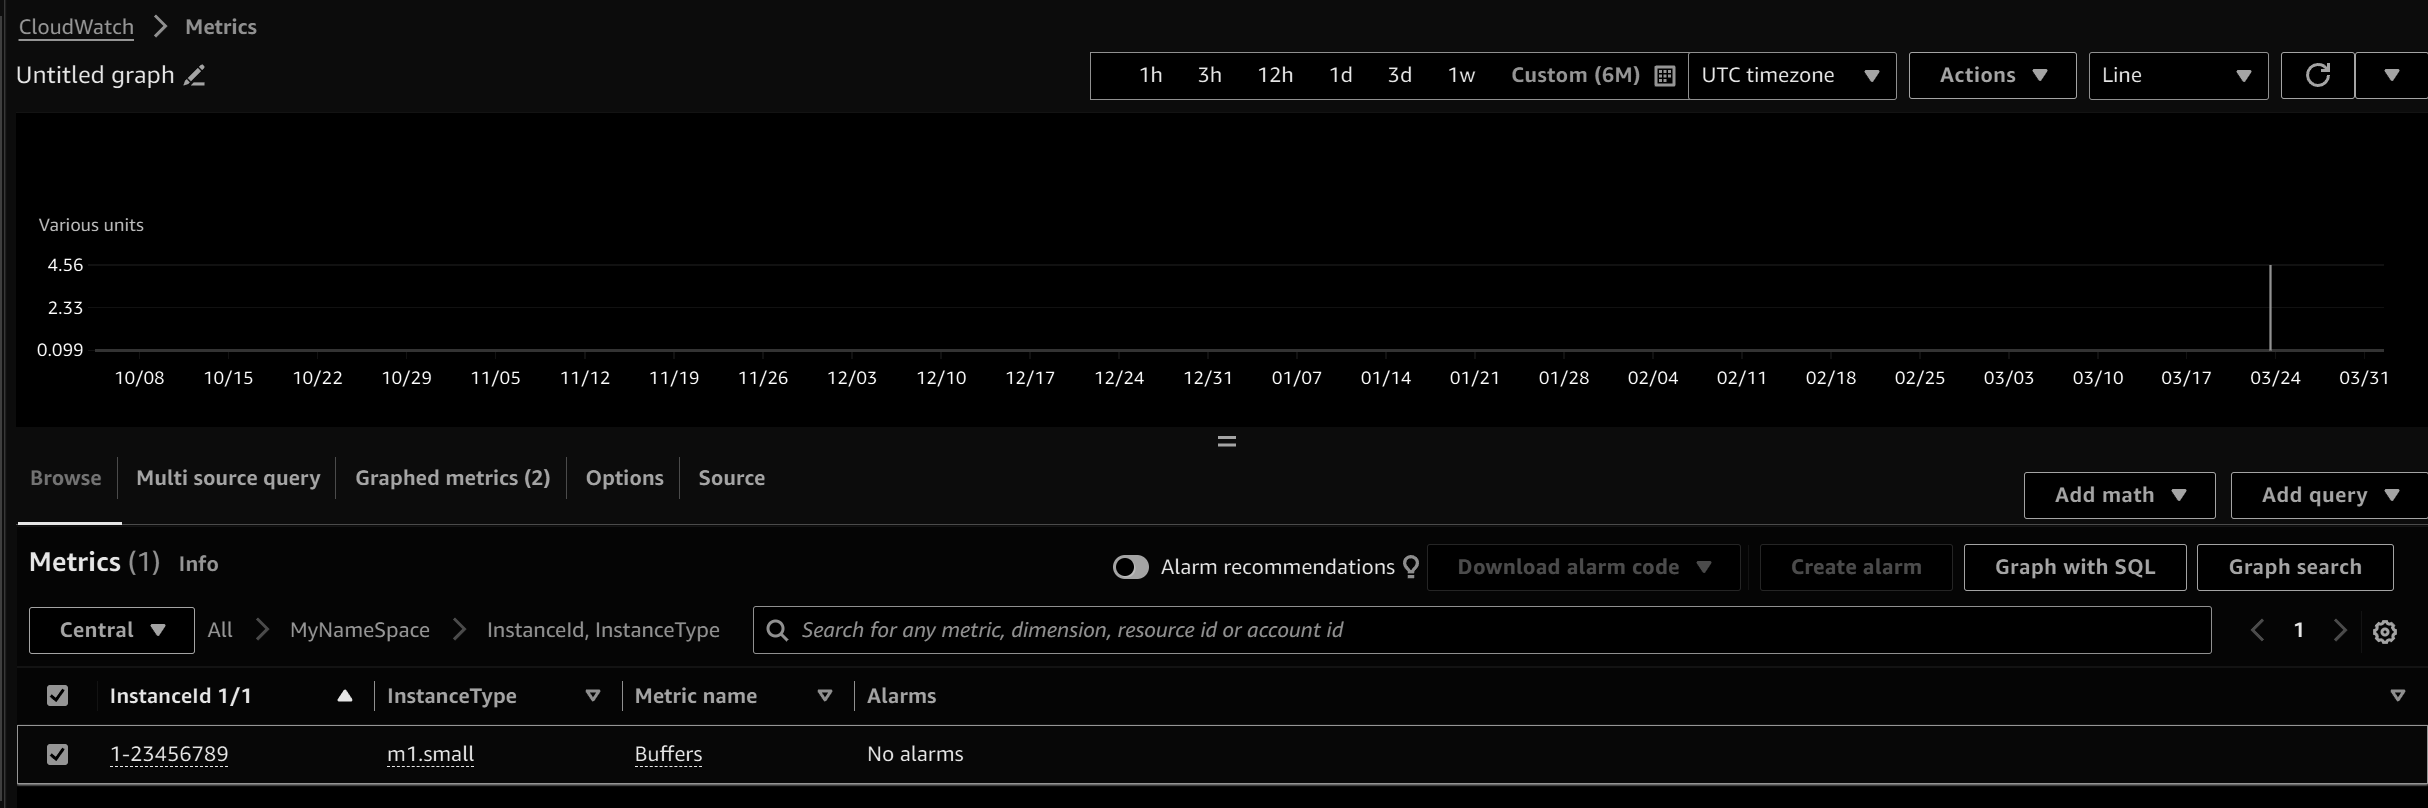 CloudWatch Metrics
Untitled graph
1h 3h 12h 1d 3d 1w Custom (6M) UTC timezone Actions Line
Various units
4.56
2.33
0.099
10/08 10/15 10/22 10/29 11/05 11/12 11/19 11/26 12/03 12/10 12/17 12/24 12/31 01/07 01/14 01/21 01/28 02/04 02/11 02/18 02/25 03/03 03/10 03/17 03/24 03/31
Browse Multi source query Graphed metrics (2) Options Source
Add math Add query
Metrics (1) Info
Alarm recommendations Download alarm code Create alarm Graph with SQL Graph search
Central All MyNameSpace InstanceId, InstanceType Search for any metric, dimension, resource id or account id 1
InstanceId 1/1 InstanceType Metric name Alarms
1-23456789 m1.small Buffers No alarms